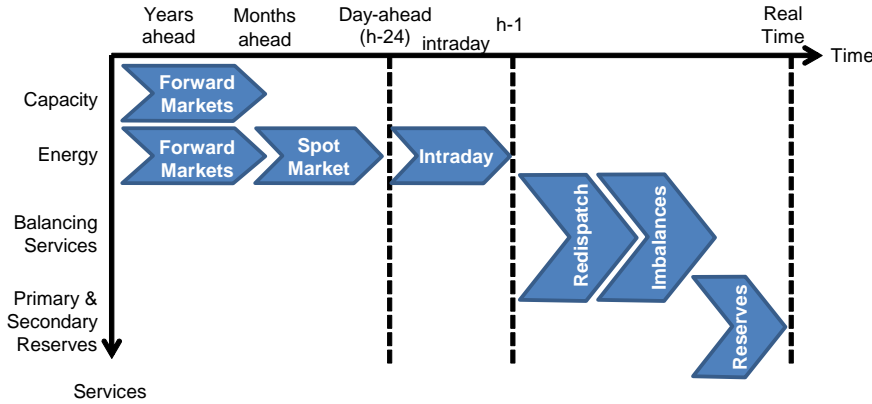 Years
ahead
Months
ahead
Day-ahead
(h-24)
intraday
h-1
Real
Time
Time
Capacity
Forward
Markets
Energy
Forward
Markets
Spot
Market
Intraday
Balancing
Services
Redispatch
Imbalances
Primary &
Secondary
Reserves
Reserves
Services